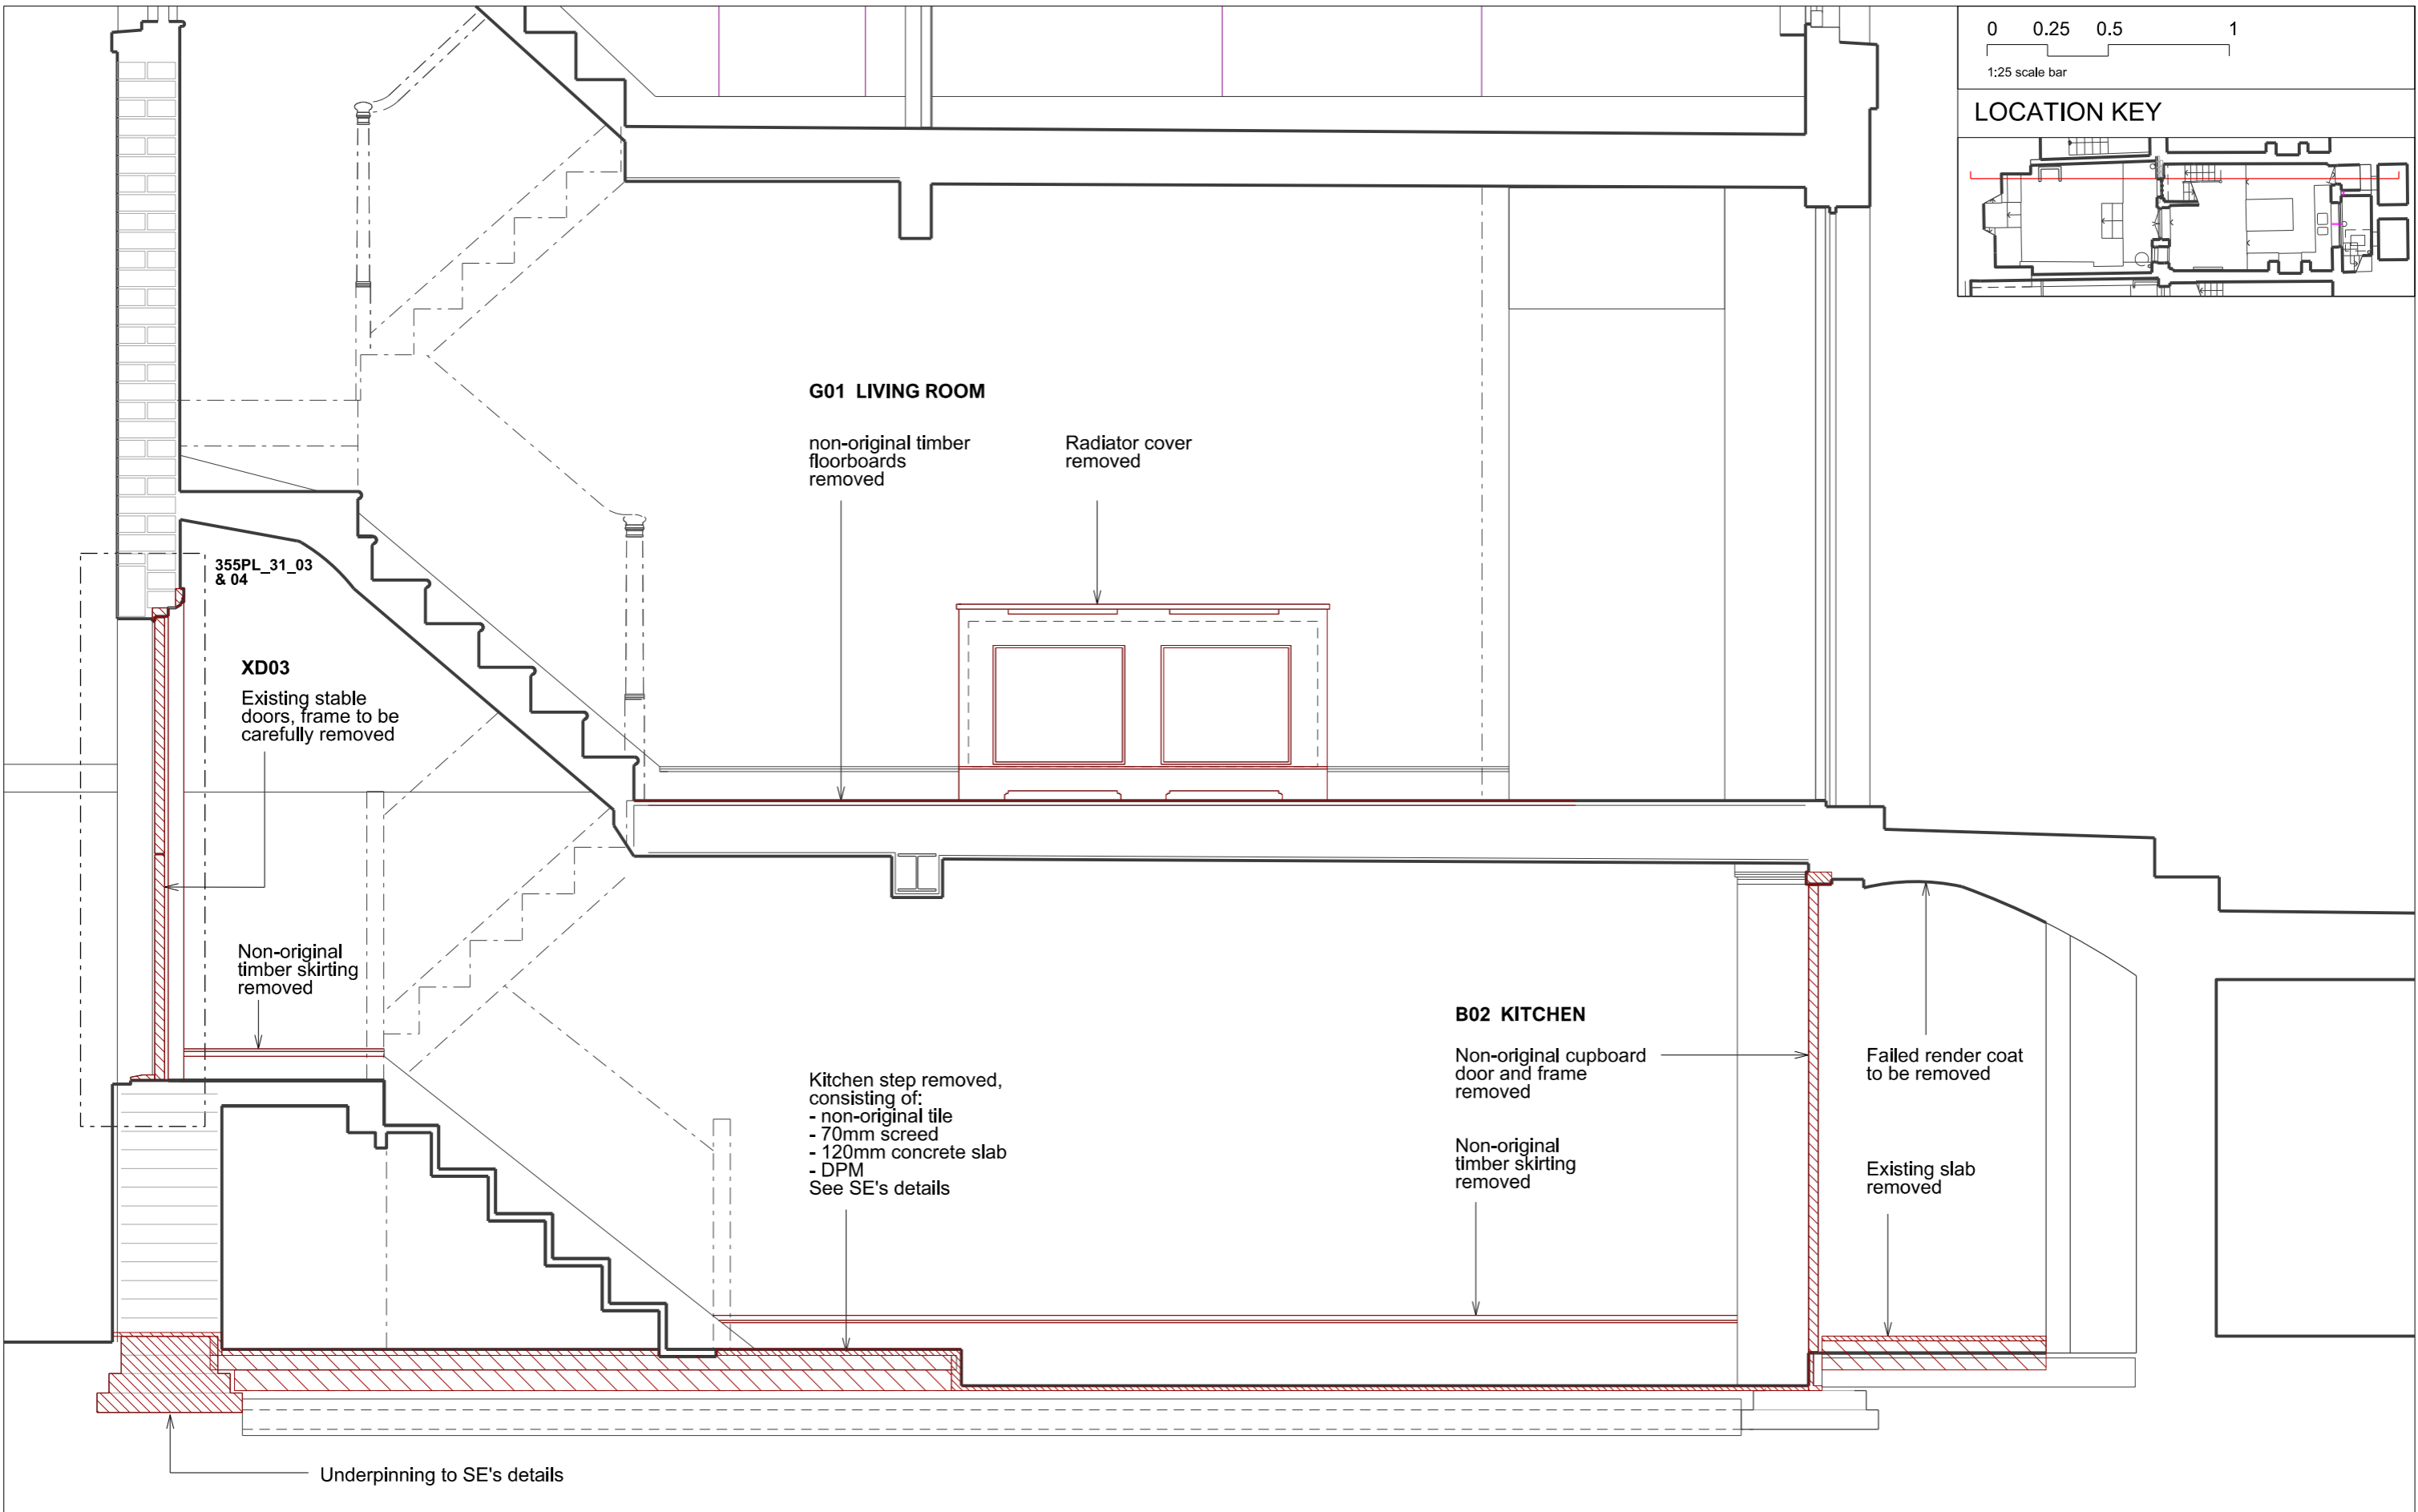 0 0.25 0.5 1
1:25 scale bar
LOCATION KEY
G01 LIVING ROOM
non-original timber
floorboards
removed
Radiator cover
removed
355PL_31_03
& 04
XD03
Existing stable
doors, frame to be
carefully removed
Non-original
timber skirting
removed
Kitchen step removed,
consisting of:
- non-original tile
- 70mm screed
- 120mm concrete slab
- DPM
See SE's details
B02 KITCHEN
Non-original cupboard
door and frame
removed
Non-original
timber skirting
removed
Failed render coat
to be removed
Existing slab
removed
Underpinning to SE's details